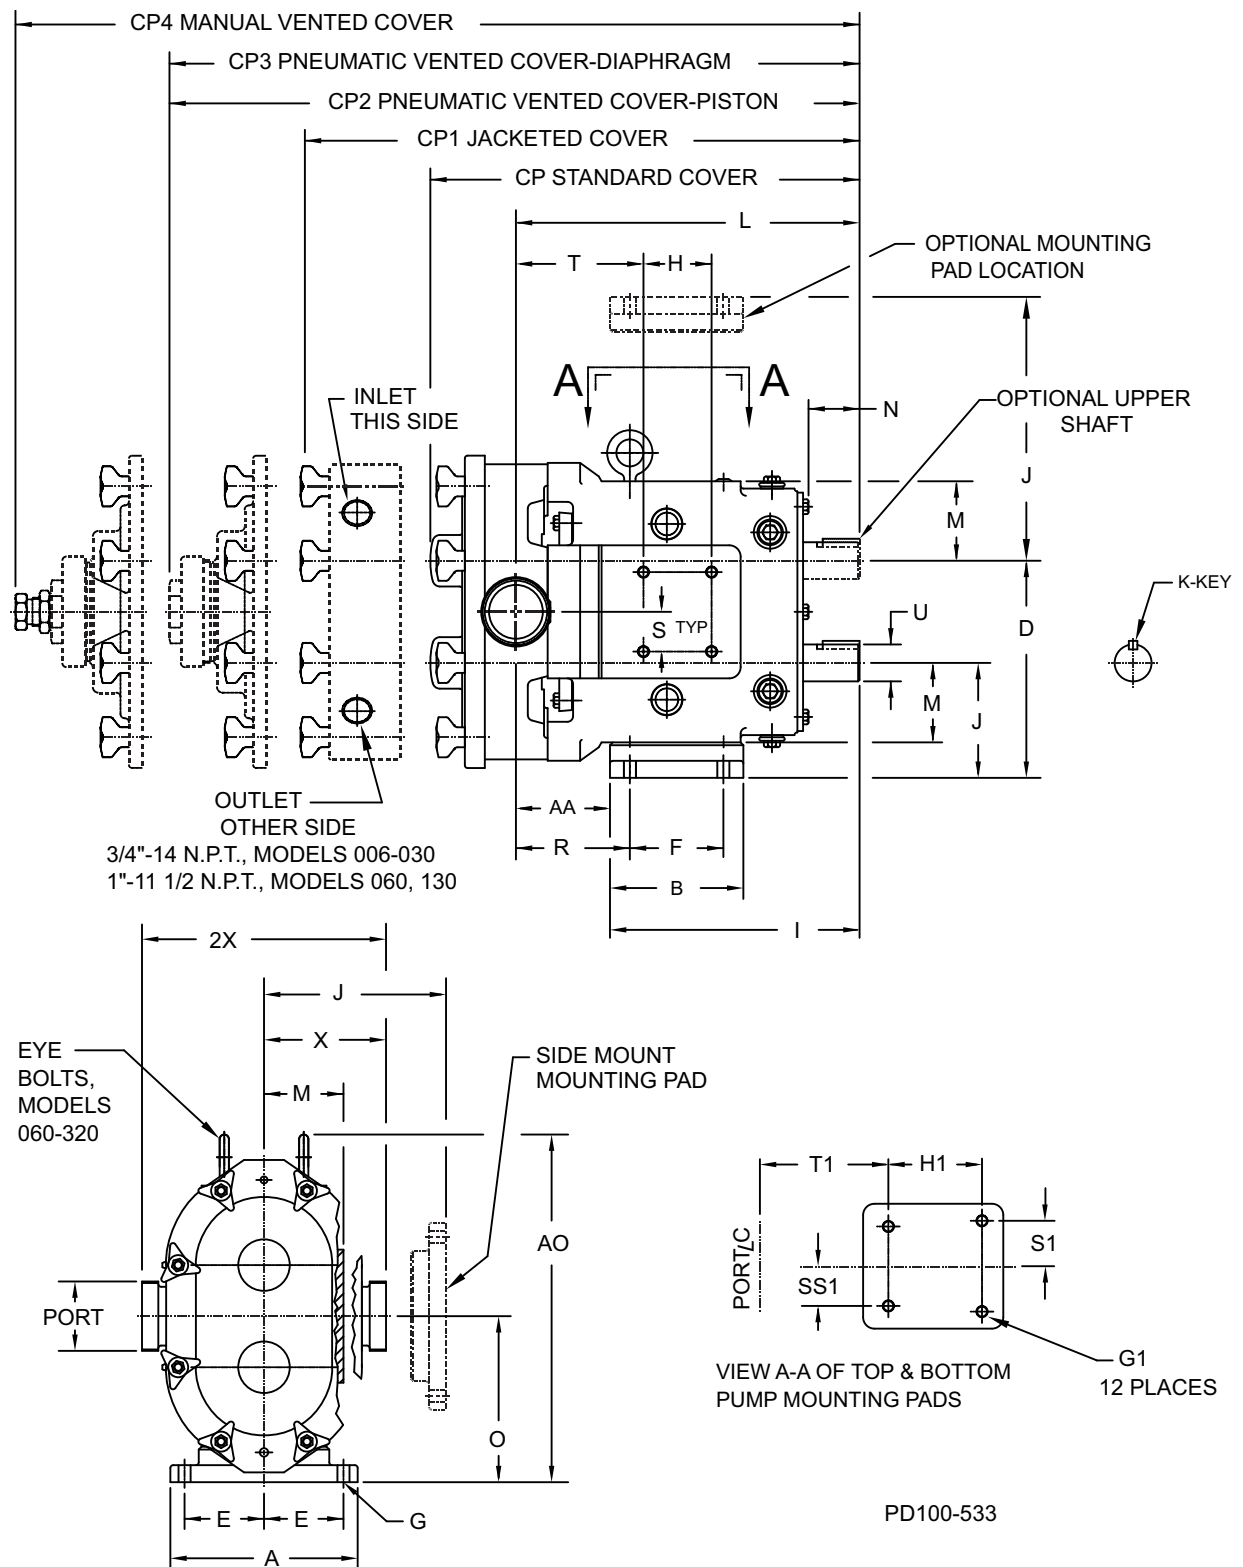 CP4 MANUAL VENTED COVER
CP3 PNEUMATIC VENTED COVER-DIAPHRAGM
CP2 PNEUMATIC VENTED COVER-PISTON
CP1 JACKETED COVER
CP STANDARD COVER
L
T
H
OPTIONAL MOUNTING
PAD LOCATION
A
A
INLET
THIS SIDE
N
OPTIONAL UPPER
SHAFT
J
M
K-KEY
U
D
S TYP
M
J
OUTLET
OTHER SIDE
3/4"-14 N.P.T., MODELS 006-030
1"-11 1/2 N.P.T., MODELS 060, 130
AA
R
F
B
I
2X
J
X
M
EYE
BOLTS,
MODELS
060-320
SIDE MOUNT
MOUNTING PAD
AO
PORT
O
E
E
G
A
T1
H1
PORT LC
S1
SS1
VIEW A-A OF TOP & BOTTOM
PUMP MOUNTING PADS
G1
12 PLACES
PD100-533